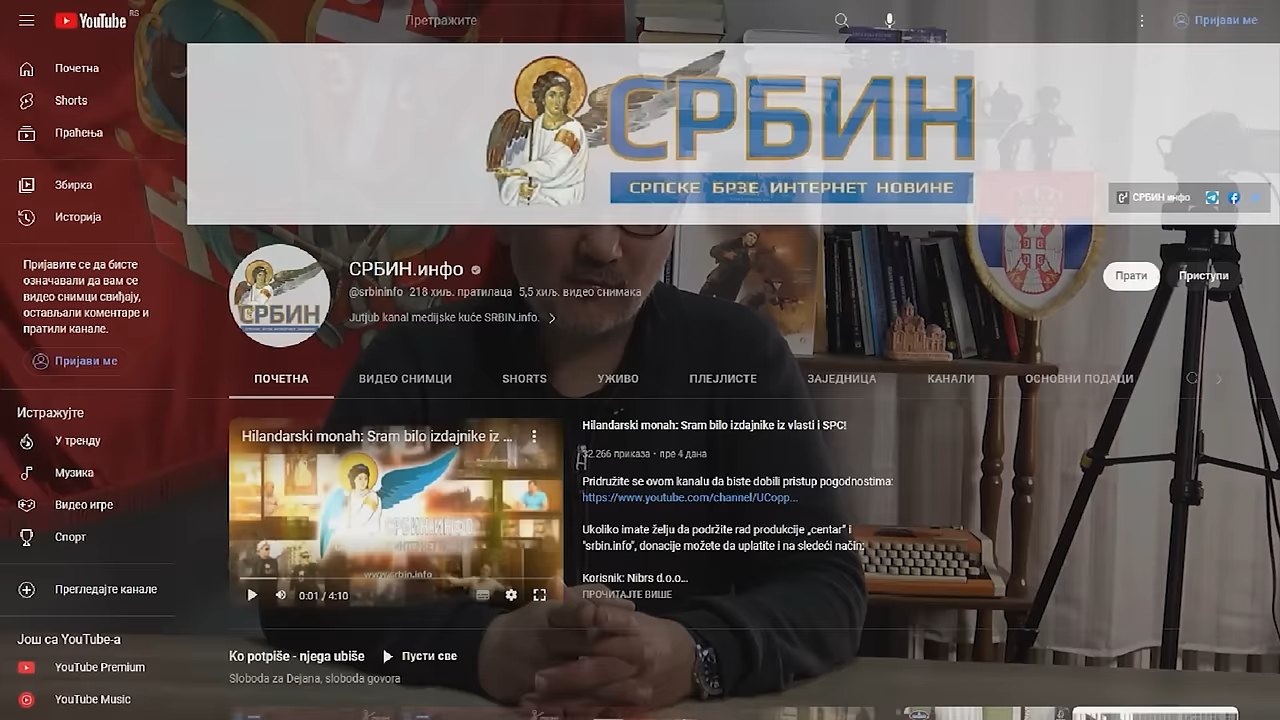 YouTube RS
Претражите
Пријави ме
Почетна
Shorts
Праћења
Збирка
Историја
Пријавите се да бисте
означавали да вам се
видео снимци свиђају,
остављали коментаре и
пратили канале.
Пријави ме
Истражујте
У тренду
Музика
Видео игре
Спорт
Прегледајте канале
Још са YouTube-а
YouTube Premium
YouTube Music
СРБИН
СРПСКЕ БРЗЕ ИНТЕРНЕТ НОВИНЕ
СРБИН инфо
СРБИН
СРБИН.инфо
@srbininfo 218 хиљ. пратилаца 5,5 хиљ. видео снимака
Jutjub kanal medijske kuće SRBIN.info.
Прати
Приступи
ПОЧЕТНА ВИДЕО СНИМЦИ SHORTS УЖИВО ПЛЕЈЛИСТЕ ЗАЈЕДНИЦА КАНАЛИ ОСНОВНИ ПОДАЦИ
Hilandarski monah: Sram bilo izdajnike iz ...
СРБИН.ИНФО
ИНТЕРНЕТ
www.srbin.info
0:01 / 4:10
Hilandarski monah: Sram bilo izdajnike iz vlasti i SPC!
32.266 приказа · пре 4 дана
Pridružite se ovom kanalu da biste dobili pristup pogodnostima:
https://www.youtube.com/channel/UCopp...
Ukoliko imate želju da podržite rad produkcije „centar" i
"srbin.info", donacije možete da uplatite i na sledeći način:
Korisnik: Nibrs d.o.o...
ПРОЧИТАЈТЕ ВИШЕ
Ko potpiše - njega ubiše
Пусти све
Sloboda za Dejana, sloboda govora